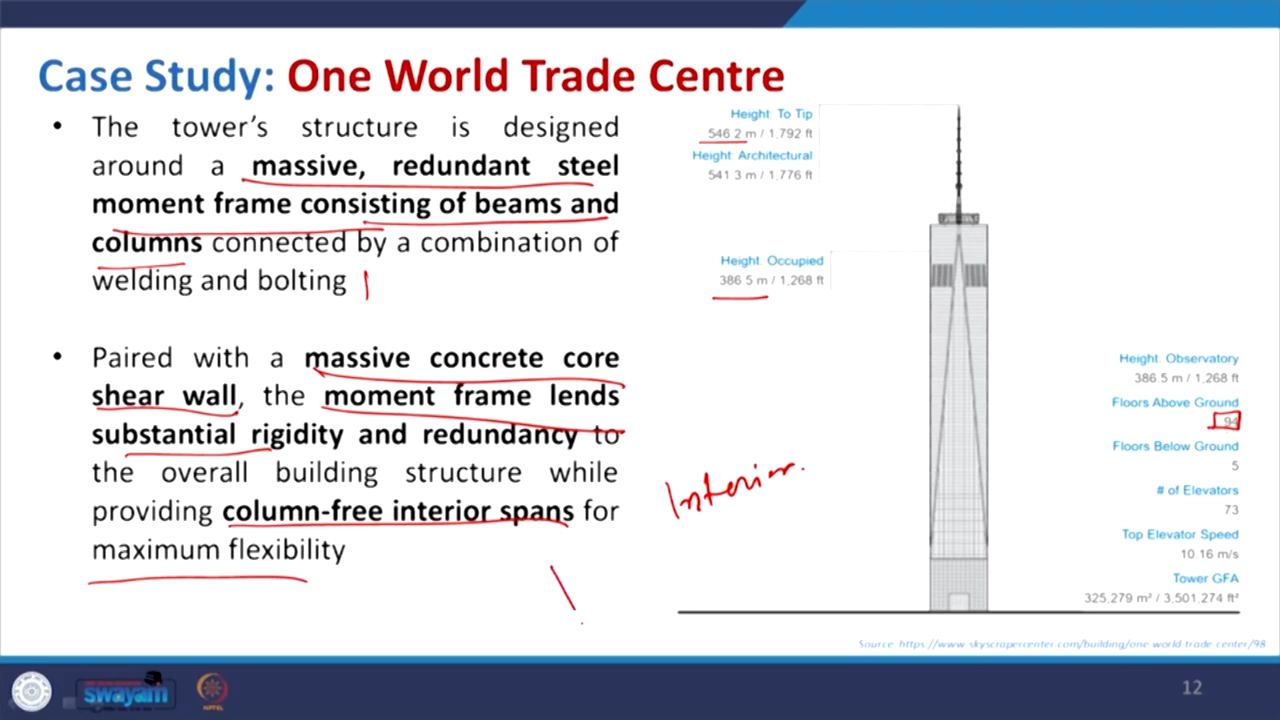 Case Study: One World Trade Centre
• The tower's structure is designed
around a massive, redundant steel
moment frame consisting of beams and
columns connected by a combination of
welding and bolting
• Paired with a massive concrete core
shear wall, the moment frame lends
substantial rigidity and redundancy to
the overall building structure while
providing column-free interior spans for
maximum flexibility
Height: To Tip
546.2 m / 1,792 ft
Height: Architectural
541.3 m / 1,776 ft
Height: Occupied
386.5 m / 1,268 ft
Interior.
Height: Observatory
386.5 m / 1,268 ft
Floors Above Ground
94
Floors Below Ground
5
# of Elevators
73
Top Elevator Speed
10.16 m/s
Tower GFA
325,279 m² / 3,501,274 ft²
Source: https://www.skyscrapercenter.com/building/one-world-trade-center/98
swayam
NPTEL
12